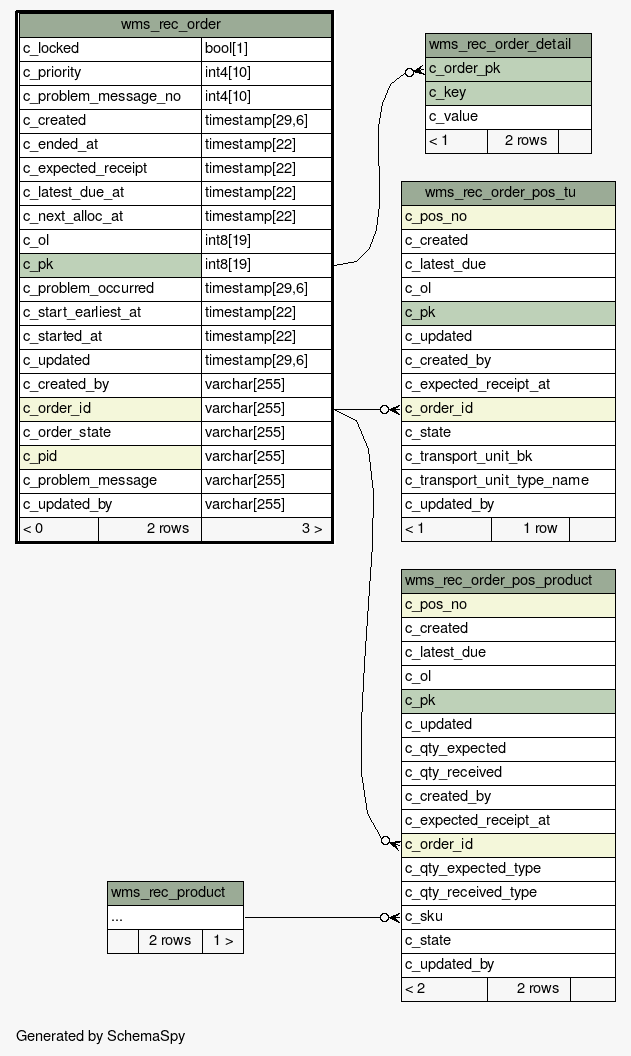 wms_rec_order
c_locked bool[1]
c_priority int4[10]
c_problem_message_no int4[10]
c_created timestamp[29,6]
c_ended_at timestamp[22]
c_expected_receipt timestamp[22]
c_latest_due_at timestamp[22]
c_next_alloc_at timestamp[22]
c_ol int8[19]
c_pk int8[19]
c_problem_occurred timestamp[29,6]
c_start_earliest_at timestamp[22]
c_started_at timestamp[22]
c_updated timestamp[29,6]
c_created_by varchar[255]
c_order_id varchar[255]
c_order_state varchar[255]
c_pid varchar[255]
c_problem_message varchar[255]
c_updated_by varchar[255]
< 0 2 rows 3 >
wms_rec_order_detail
c_order_pk
c_key
c_value
< 1 2 rows
wms_rec_order_pos_tu
c_pos_no
c_created
c_latest_due
c_ol
c_pk
c_updated
c_created_by
c_expected_receipt_at
c_order_id
c_state
c_transport_unit_bk
c_transport_unit_type_name
c_updated_by
< 1 1 row
wms_rec_order_pos_product
c_pos_no
c_created
c_latest_due
c_ol
c_pk
c_updated
c_qty_expected
c_qty_received
c_created_by
c_expected_receipt_at
c_order_id
c_qty_expected_type
c_qty_received_type
c_sku
c_state
c_updated_by
< 2 2 rows
wms_rec_product
...
2 rows 1 >
Generated by SchemaSpy